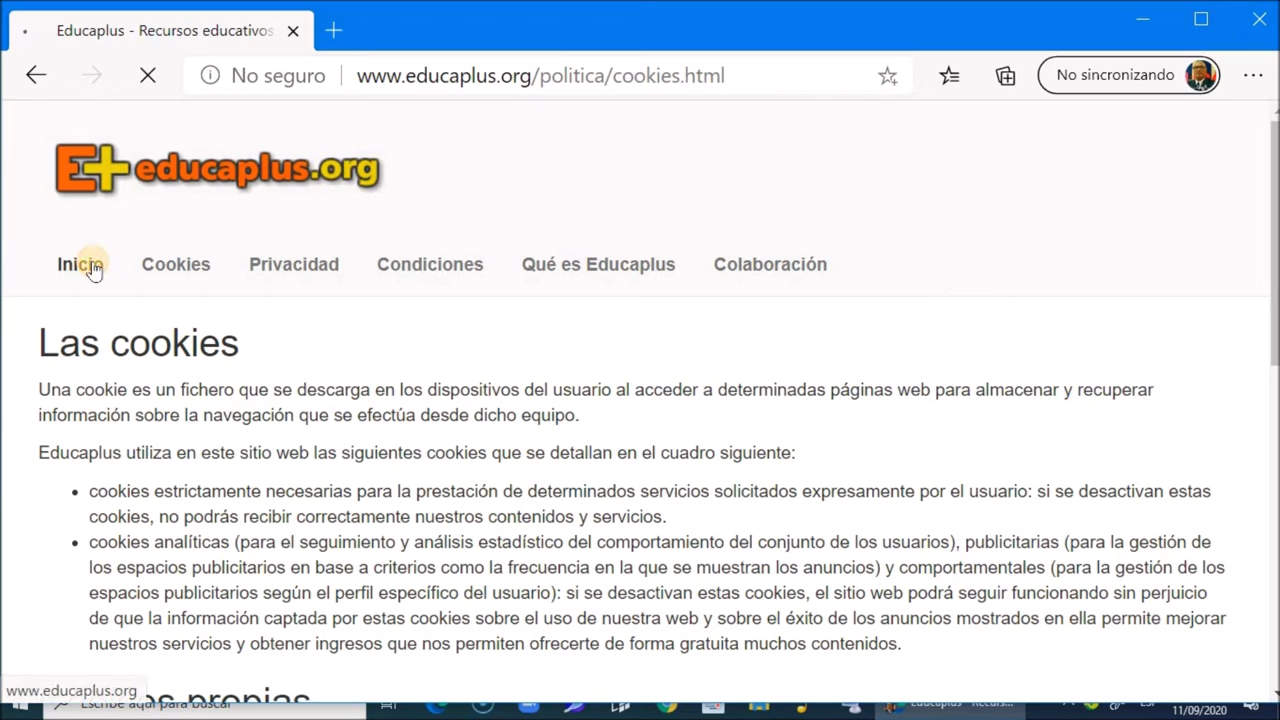 Educaplus - Recursos educativos
No seguro www.educaplus.org/politica/cookies.html
No sincronizando
E+ educaplus.org
Inicio Cookies Privacidad Condiciones Qué es Educaplus Colaboración
Las cookies
Una cookie es un fichero que se descarga en los dispositivos del usuario al acceder a determinadas páginas web para almacenar y recuperar
información sobre la navegación que se efectúa desde dicho equipo.
Educaplus utiliza en este sitio web las siguientes cookies que se detallan en el cuadro siguiente:
cookies estrictamente necesarias para la prestación de determinados servicios solicitados expresamente por el usuario: si se desactivan estas
cookies, no podrás recibir correctamente nuestros contenidos y servicios.
cookies analíticas (para el seguimiento y análisis estadístico del comportamiento del conjunto de los usuarios), publicitarias (para la gestión de
los espacios publicitarios en base a criterios como la frecuencia en la que se muestran los anuncios) y comportamentales (para la gestión de los
espacios publicitarios según el perfil específico del usuario): si se desactivan estas cookies, el sitio web podrá seguir funcionando sin perjuicio
de que la información captada por estas cookies sobre el uso de nuestra web y sobre el éxito de los anuncios mostrados en ella permite mejorar
nuestros servicios y obtener ingresos que nos permiten ofrecerte de forma gratuita muchos contenidos.
propias
www.educaplus.org
Escribe aquí para buscar
11/09/2020